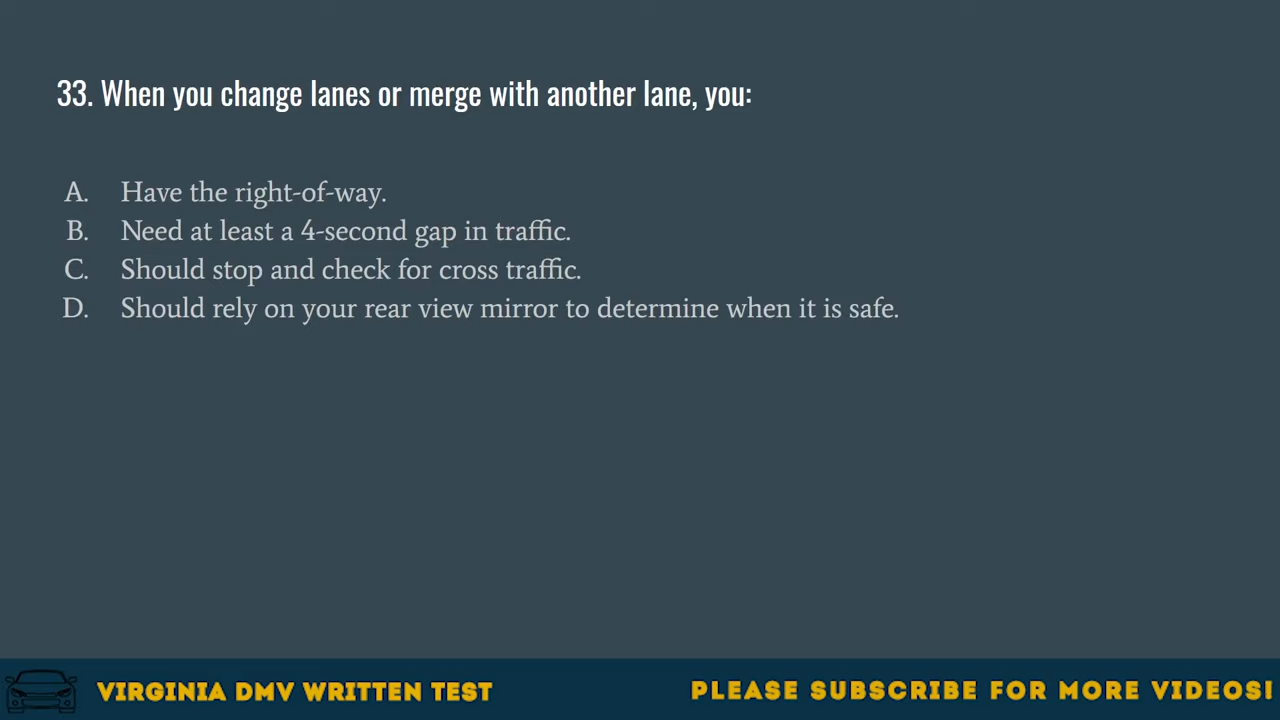 33. When you change lanes or merge with another lane, you:
A. Have the right-of-way.
B. Need at least a 4-second gap in traffic.
C. Should stop and check for cross traffic.
D. Should rely on your rear view mirror to determine when it is safe.
VIRGINIA DMV WRITTEN TEST
PLEASE SUBSCRIBE FOR MORE VIDEOS!